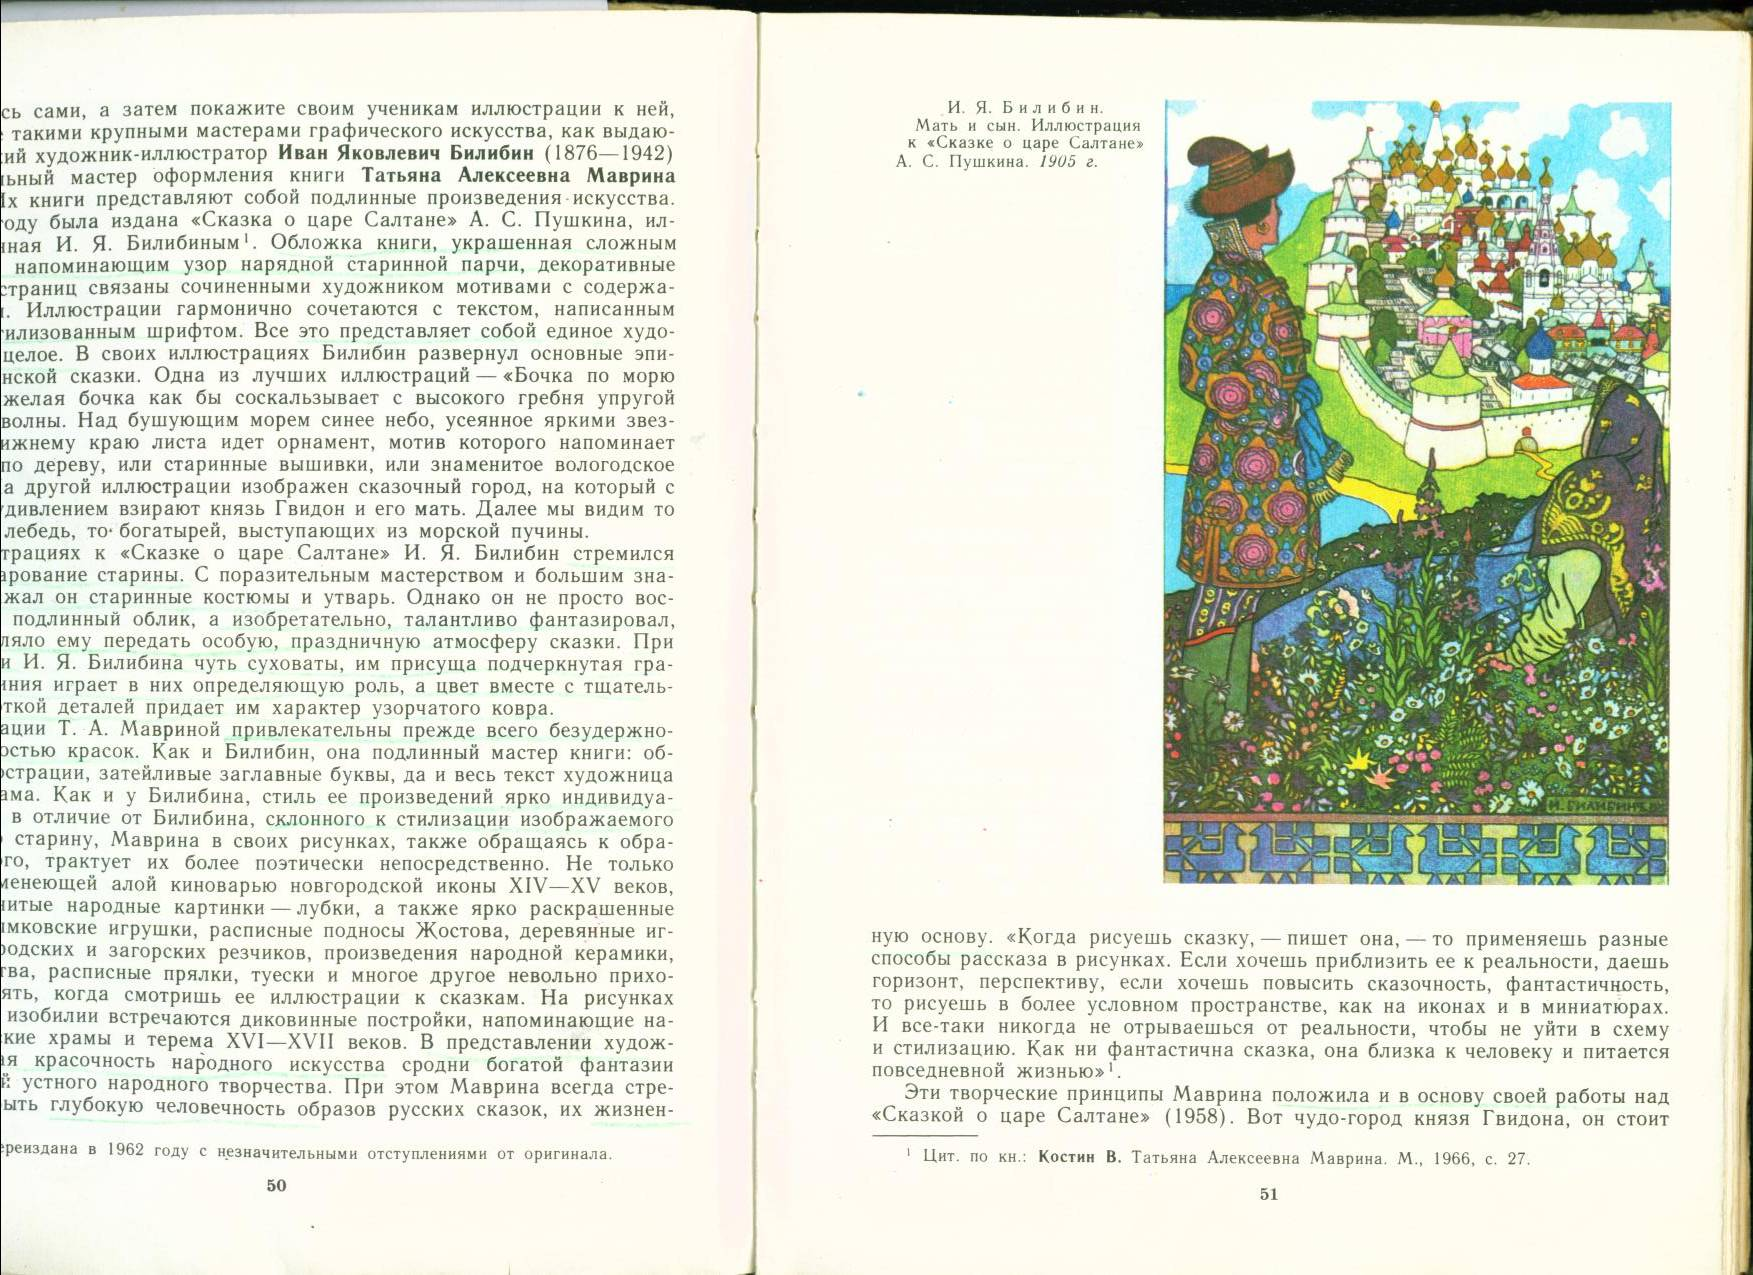 сь сами, а затем покажите своим ученикам иллюстрации к ней,
такими крупными мастерами графического искусства, как выдаю-
ий художник-иллюстратор Иван Яковлевич Билибин (1876—1942)
ьный мастер оформления книги Татьяна Алексеевна Маврина
Их книги представляют собой подлинные произведения искусства.
оду была издана «Сказка о царе Салтане» А. С. Пушкина, ил-
ная И. Я. Билибиным¹. Обложка книги, украшенная сложным
напоминающим узор нарядной старинной парчи, декоративные
страниц связаны сочиненными художником мотивами с содержа-
. Иллюстрации гармонично сочетаются с текстом, написанным
илизованным шрифтом. Все это представляет собой единое худо-
целое. В своих иллюстрациях Билибин развернул основные эпи-
нской сказки. Одна из лучших иллюстраций — «Бочка по морю
желая бочка как бы соскальзывает с высокого гребня упругой
волны. Над бушующим морем синее небо, усеянное яркими звез-
ижнему краю листа идет орнамент, мотив которого напоминает
по дереву, или старинные вышивки, или знаменитое вологодское
а другой иллюстрации изображен сказочный город, на который с
дивлением взирают князь Гвидон и его мать. Далее мы видим то
лебедь, то богатырей, выступающих из морской пучины.
трациях к «Сказке о царе Салтане» И. Я. Билибин стремился
арование старины. С поразительным мастерством и большим зна-
жал он старинные костюмы и утварь. Однако он не просто вос-
подлинный облик, а изобретательно, талантливо фантазировал,
ляло ему передать особую, праздничную атмосферу сказки. При
и И. Я. Билибина чуть суховаты, им присуща подчеркнутая гра-
ния играет в них определяющую роль, а цвет вместе с тщатель-
ткой деталей придает им характер узорчатого ковра.
ации Т. А. Мавриной привлекательны прежде всего безудержно-
остью красок. Как и Билибин, она подлинный мастер книги: об-
страции, затейливые заглавные буквы, да и весь текст художница
ама. Как и у Билибина, стиль ее произведений ярко индивидуа-
в отличие от Билибина, склонного к стилизации изображаемого
старину, Маврина в своих рисунках, также обращаясь к обра-
го, трактует их более поэтически непосредственно. Не только
менеющей алой киноварью новгородской иконы XIV—XV веков,
нитые народные картинки — лубки, а также ярко раскрашенные
ымковские игрушки, расписные подносы Жостова, деревянные иг-
родских и загорских резчиков, произведения народной керамики,
тва, расписные прялки, туески и многое другое невольно прихо-
ять, когда смотришь ее иллюстрации к сказкам. На рисунках
изобилии встречаются диковинные постройки, напоминающие на-
ские храмы и терема XVI—XVII веков. В представлении худож-
ая красочность народного искусства сродни богатой фантазии
й устного народного творчества. При этом Маврина всегда стре-
ыть глубокую человечность образов русских сказок, их жизнен-
ереиздана в 1962 году с незначительными отступлениями от оригинала.
50
И. Я. Билибин.
Мать и сын. Иллюстрация
к «Сказке о царе Салтане»
А. С. Пушкина. 1905 г.
И. БИЛИБИНЪ
ную основу. «Когда рисуешь сказку, — пишет она, — то применяешь разные
способы рассказа в рисунках. Если хочешь приблизить ее к реальности, даешь
горизонт, перспективу, если хочешь повысить сказочность, фантастичность,
то рисуешь в более условном пространстве, как на иконах и в миниатюрах.
И все-таки никогда не отрываешься от реальности, чтобы не уйти в схему
и стилизацию. Как ни фантастична сказка, она близка к человеку и питается
повседневной жизнью»¹.
Эти творческие принципы Маврина положила и в основу своей работы над
«Сказкой о царе Салтане» (1958). Вот чудо-город князя Гвидона, он стоит
¹ Цит. по кн.: Костин В. Татьяна Алексеевна Маврина. М., 1966, с. 27.
51